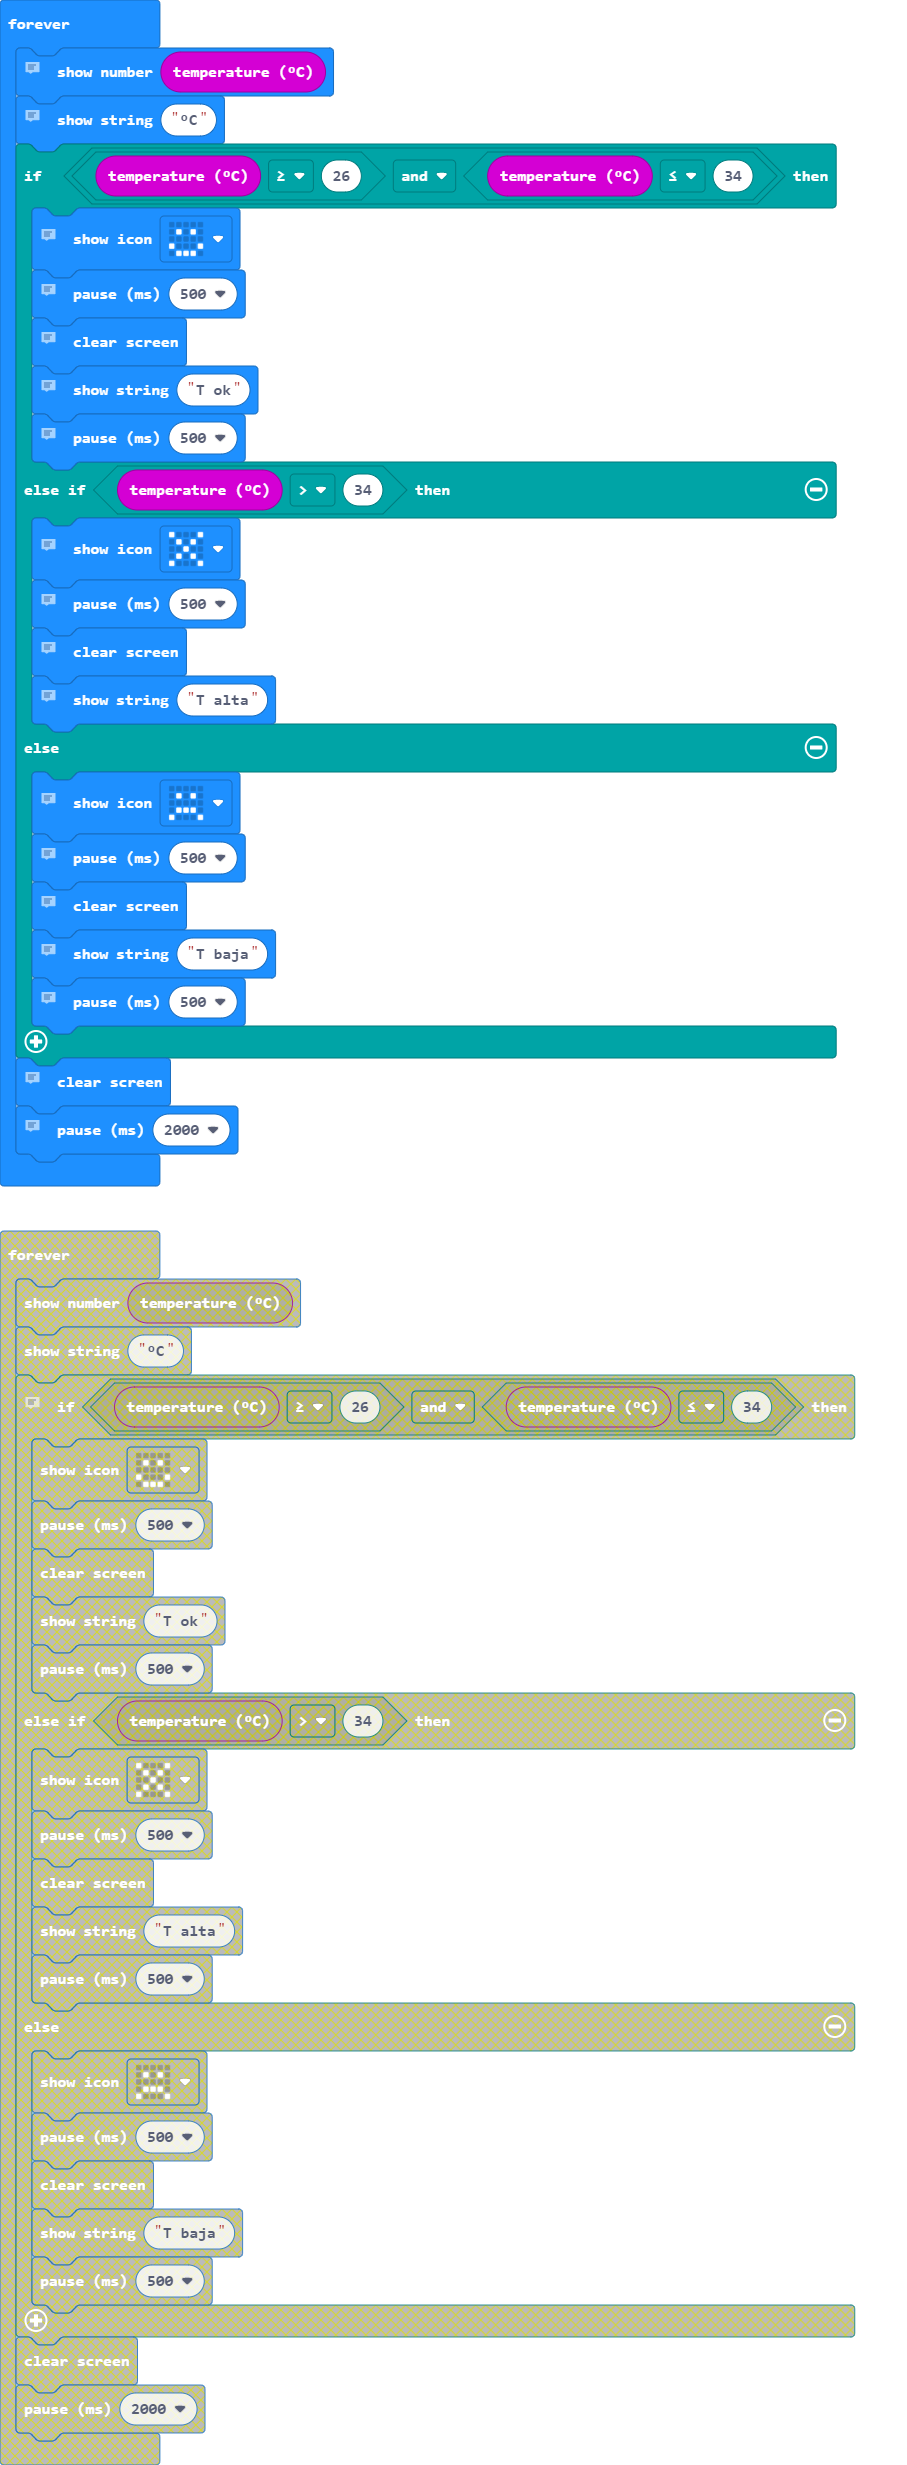 forever
show number temperature (ºC)
show string "ºC"
if temperature (ºC) ≥ 26 and temperature (ºC) ≤ 34 then
show icon
pause (ms) 500
clear screen
show string "T ok"
pause (ms) 500
else if temperature (ºC) > 34 then
show icon
pause (ms) 500
clear screen
show string "T alta"
else
show icon
pause (ms) 500
clear screen
show string "T baja"
pause (ms) 500
clear screen
pause (ms) 2000
forever
show number temperature (ºC)
show string "ºC"
if temperature (ºC) ≥ 26 and temperature (ºC) ≤ 34 then
show icon
pause (ms) 500
clear screen
show string "T ok"
pause (ms) 500
else if temperature (ºC) > 34 then
show icon
pause (ms) 500
clear screen
show string "T alta"
pause (ms) 500
else
show icon
pause (ms) 500
clear screen
show string "T baja"
pause (ms) 500
clear screen
pause (ms) 2000